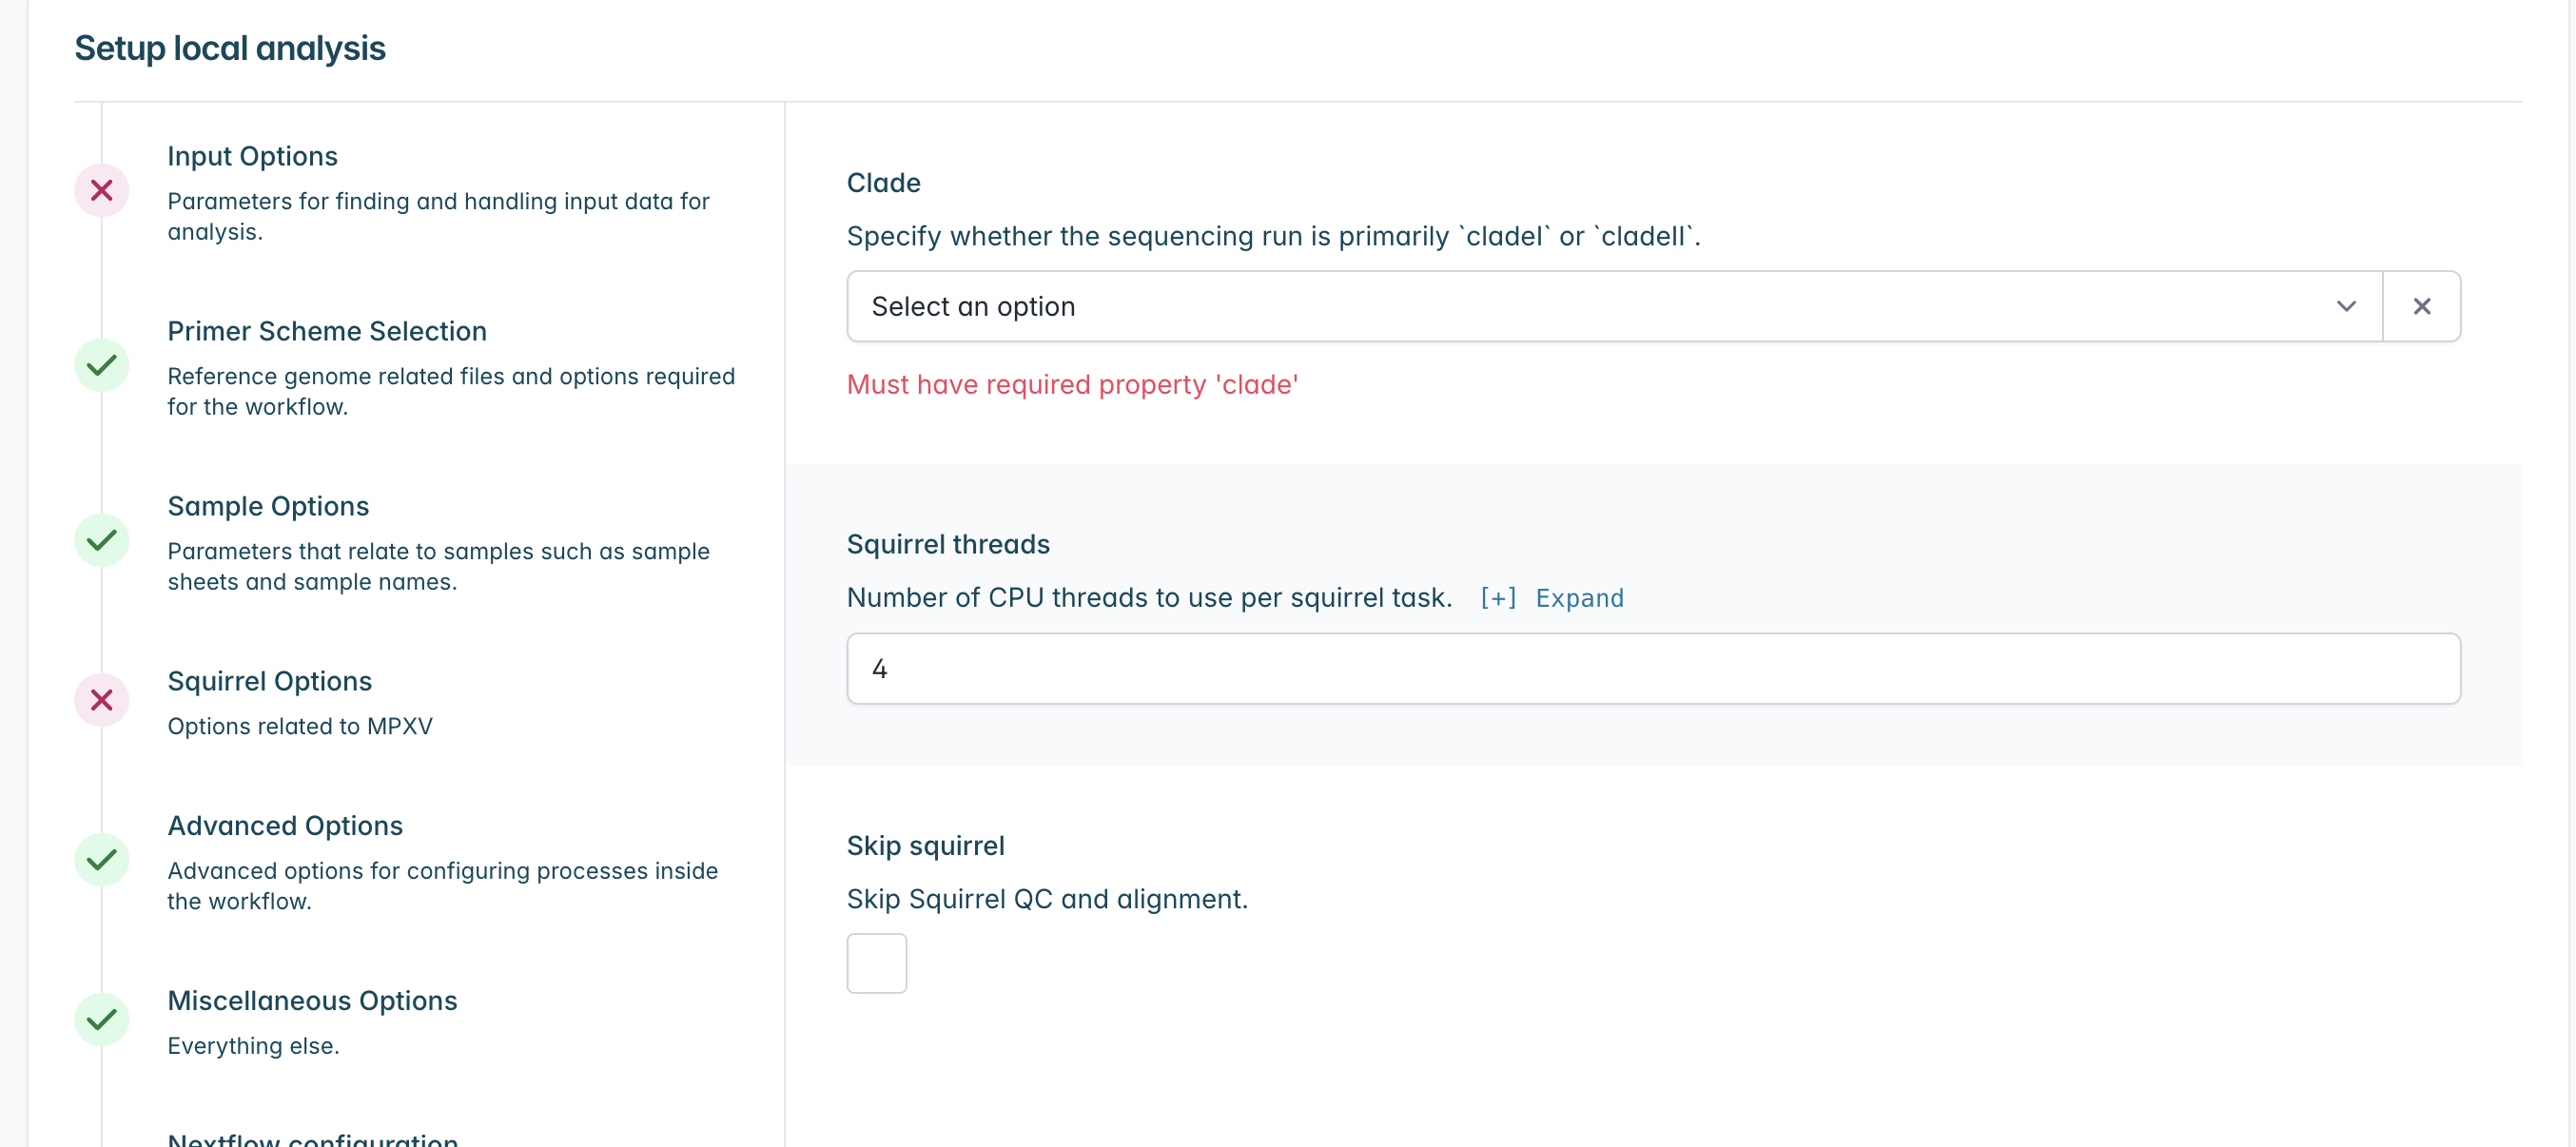 Setup local analysis
Input Options
Parameters for finding and handling input data for
analysis.
Primer Scheme Selection
Reference genome related files and options required
for the workflow.
Sample Options
Parameters that relate to samples such as sample
sheets and sample names.
Squirrel Options
Options related to MPXV
Advanced Options
Advanced options for configuring processes inside
the workflow.
Miscellaneous Options
Everything else.
Nextflow configuration
Clade
Specify whether the sequencing run is primarily `cladeI` or `cladeII`.
Select an option
Must have required property 'clade'
Squirrel threads
Number of CPU threads to use per squirrel task. [+] Expand
4
Skip squirrel
Skip Squirrel QC and alignment.